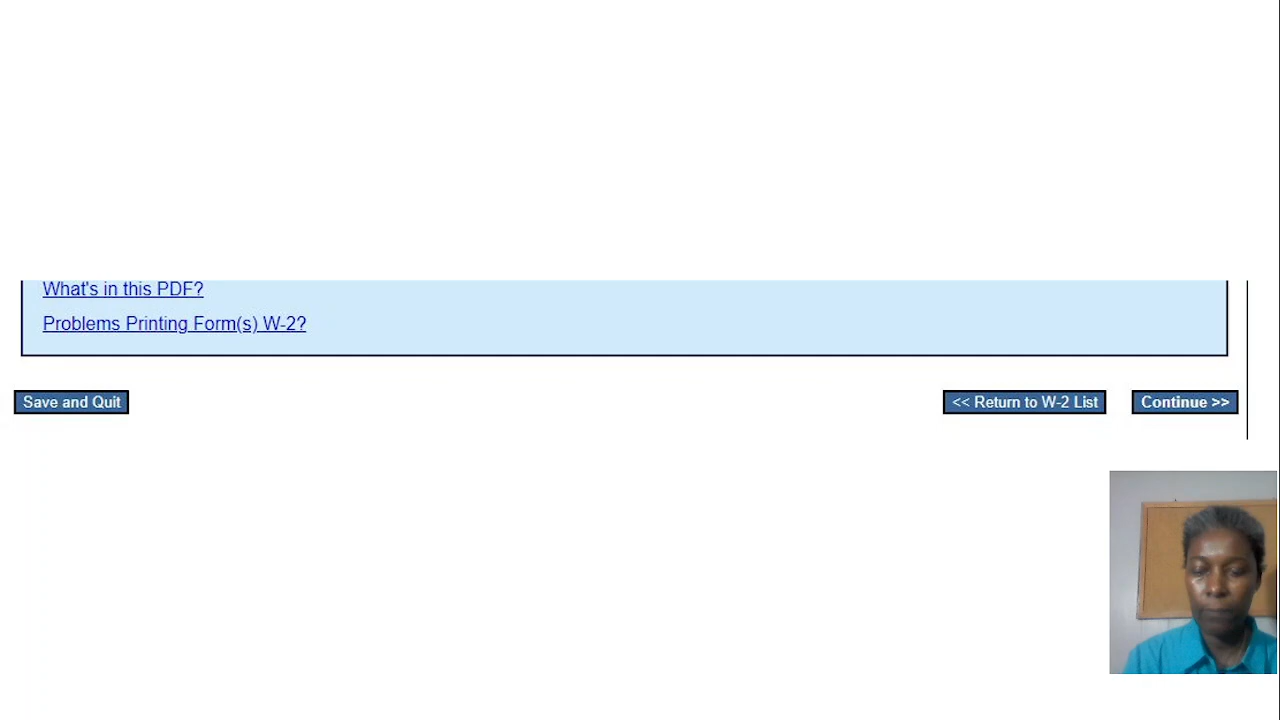 What's in this PDF?
Problems Printing Form(s) W-2?
Save and Quit << Return to W-2 List Continue >>